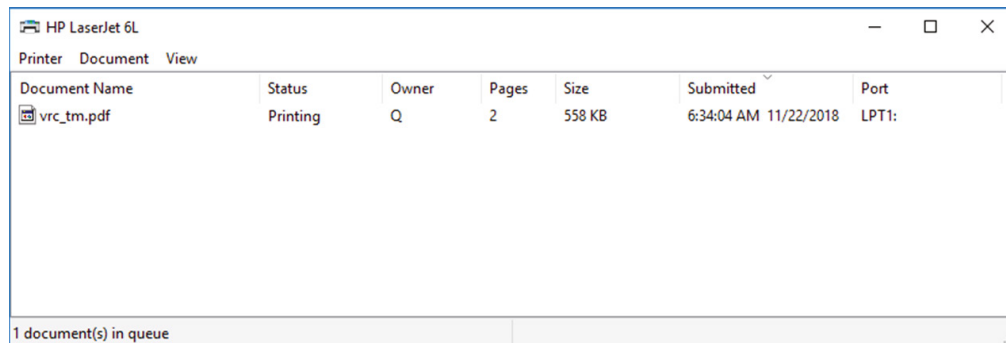 HP LaserJet 6L
Printer Document View
Document Name Status Owner Pages Size Submitted Port
vrc_tm.pdf Printing Q 2 558 KB 6:34:04 AM 11/22/2018 LPT1:
1 document(s) in queue